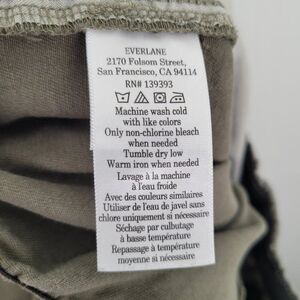 EVERLANE
2170 Folsom Street,
San Francisco, CA 94114
RN# 139393
Machine wash cold
with like colors
Only non-chlorine bleach
when needed
Tumble dry low
Warm iron when needed
Lavage à la machine
à l'eau froide
Avec des couleurs similaires
Utiliser de l'eau de javel sans
chlore uniquement si nécessaire
Séchage par culbutage
à basse température
Repassage à température
moyenne si nécessaire